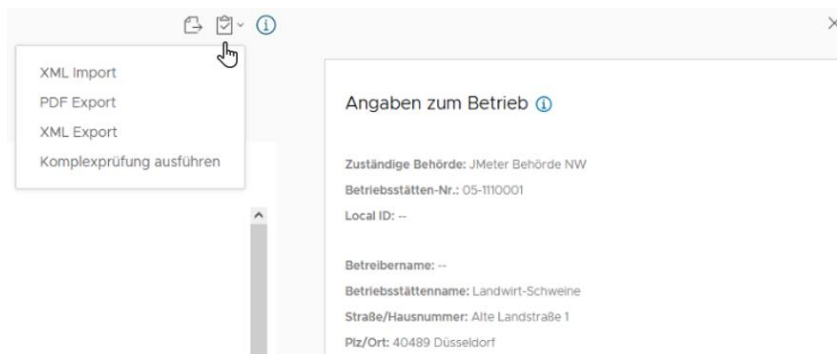 XML Import
PDF Export
XML Export
Komplexprüfung ausführen
Angaben zum Betrieb
Zuständige Behörde: JMeter Behörde NW
Betriebsstätten-Nr.: 05-1110001
Local ID: --
Betreibername: --
Betriebsstättenname: Landwirt-Schweine
Straße/Hausnummer: Alte Landstraße 1
Plz/Ort: 40489 Düsseldorf